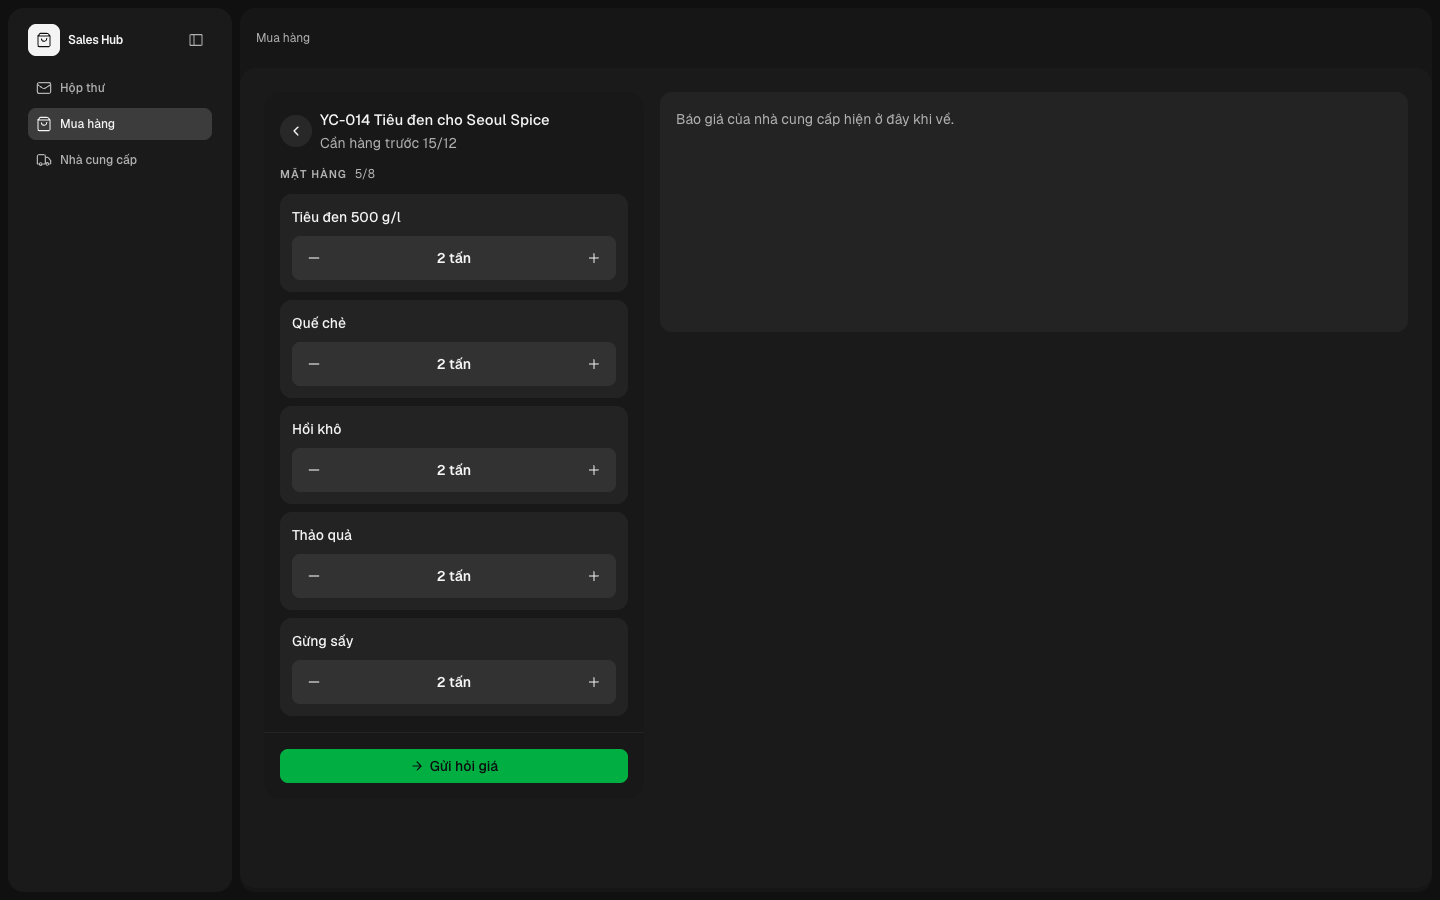 Sales Hub
Hộp thư
Mua hàng
Nhà cung cấp
Mua hàng
YC-014 Tiêu đen cho Seoul Spice
Cần hàng trước 15/12
MẶT HÀNG 5/8
Tiêu đen 500 g/l
2 tấn
Quế chẻ
2 tấn
Hồi khô
2 tấn
Thảo quả
2 tấn
Gừng sấy
2 tấn
Gửi hỏi giá
Báo giá của nhà cung cấp hiện ở đây khi về.